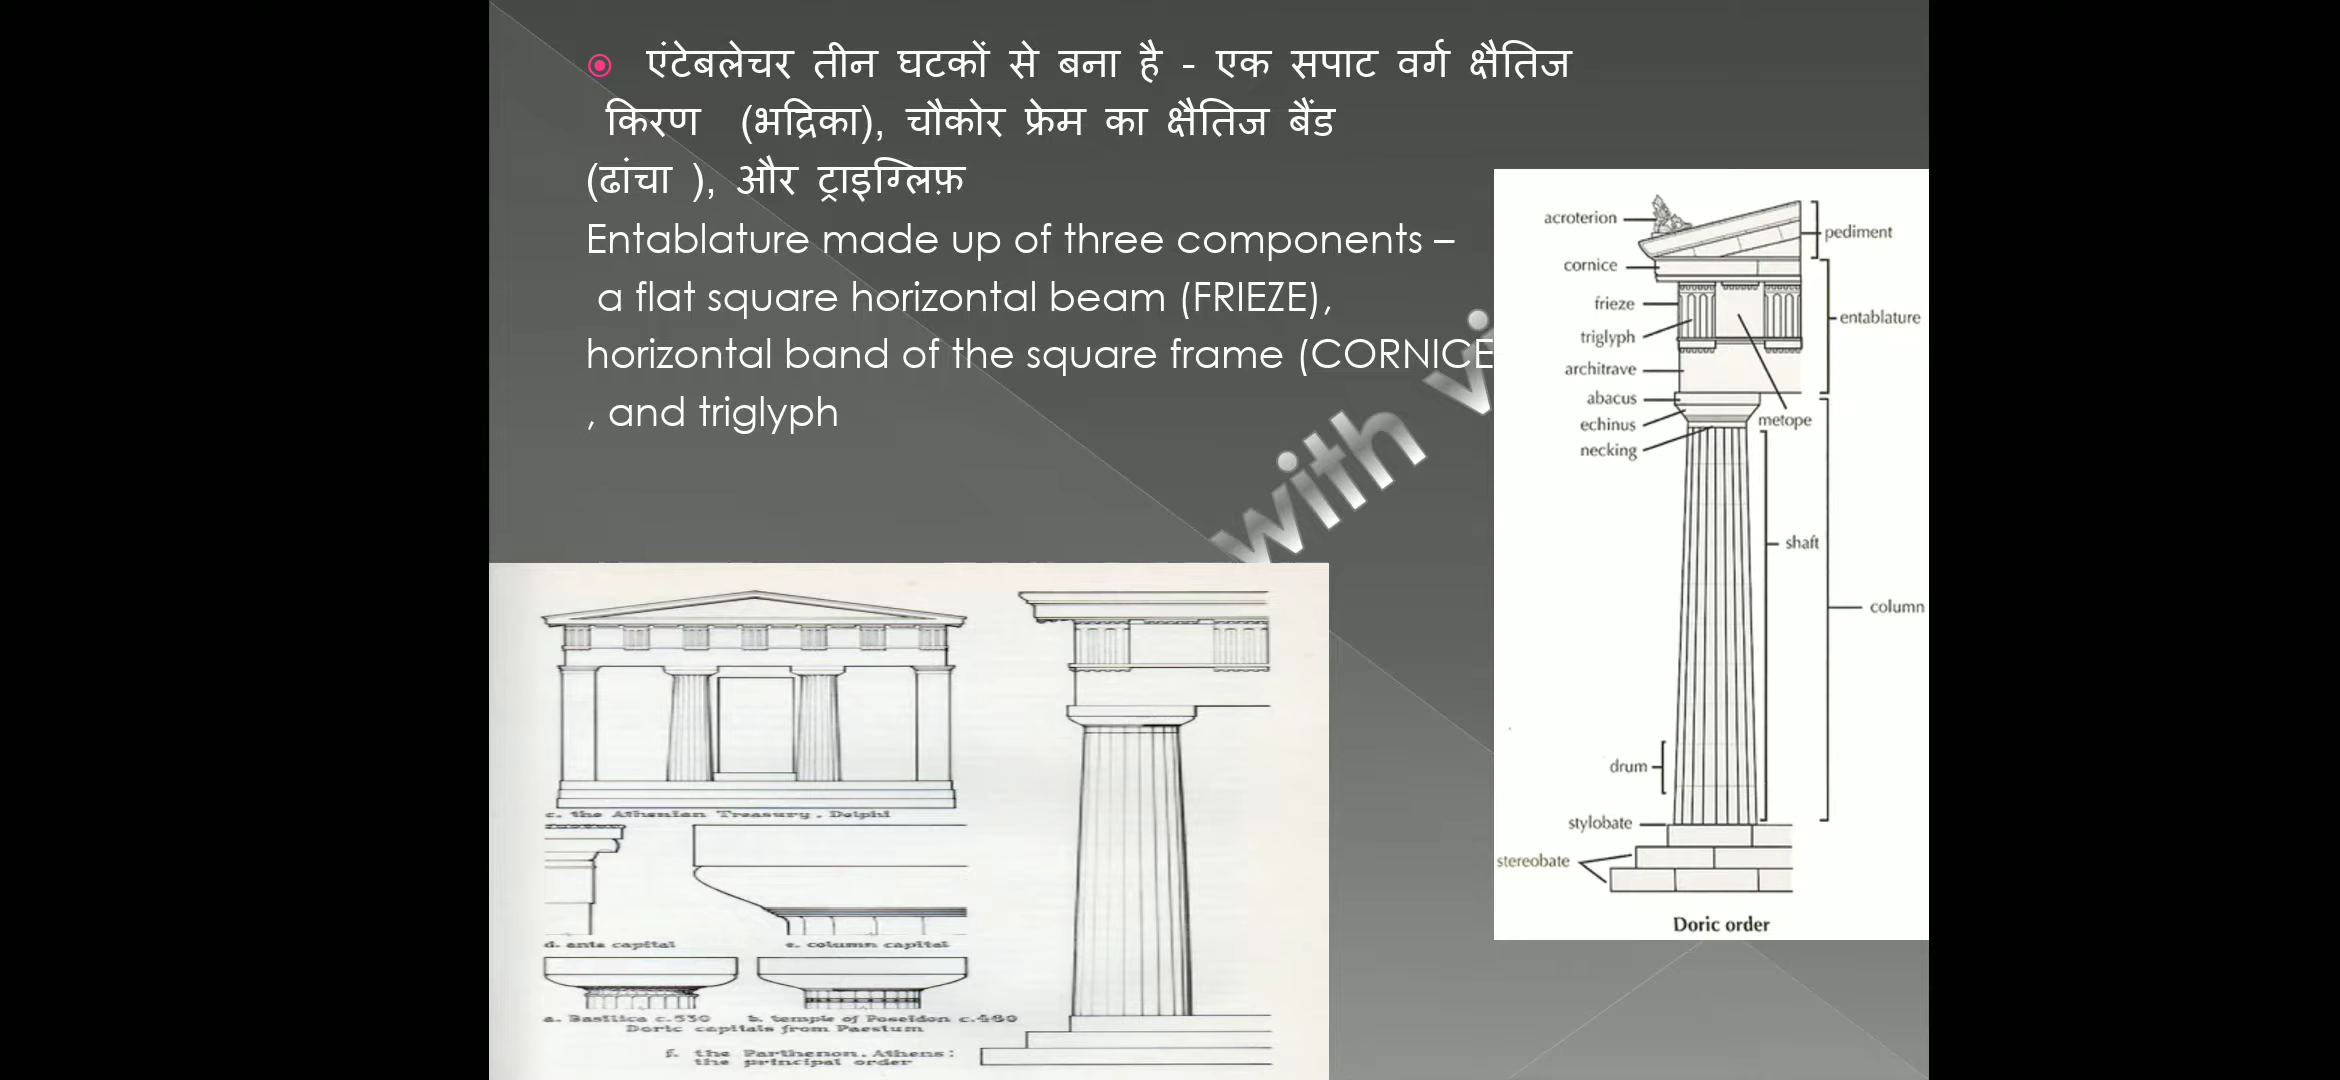 एंटेबलेचर तीन घटकों से बना है - एक सपाट वर्ग क्षैतिज
किरण (भद्रिका), चौकोर फ्रेम का क्षैतिज बैंड
(ढांचा ), और ट्राइग्लिफ़
Entablature made up of three components –
a flat square horizontal beam (FRIEZE),
horizontal band of the square frame (CORNICE
, and triglyph
with vi
acroterion
pediment
cornice
frieze
entablature
triglyph
architrave
abacus
metope
echinus
necking
shaft
column
drum
stylobate
stereobate
Doric order
c. the Athenian Treasury, Delphi
d. anta capital
e. column capital
a. Basilica c.530
b. temple of Poseidon c.460
Doric capitals from Paestum
f. the Parthenon, Athens:
the principal order